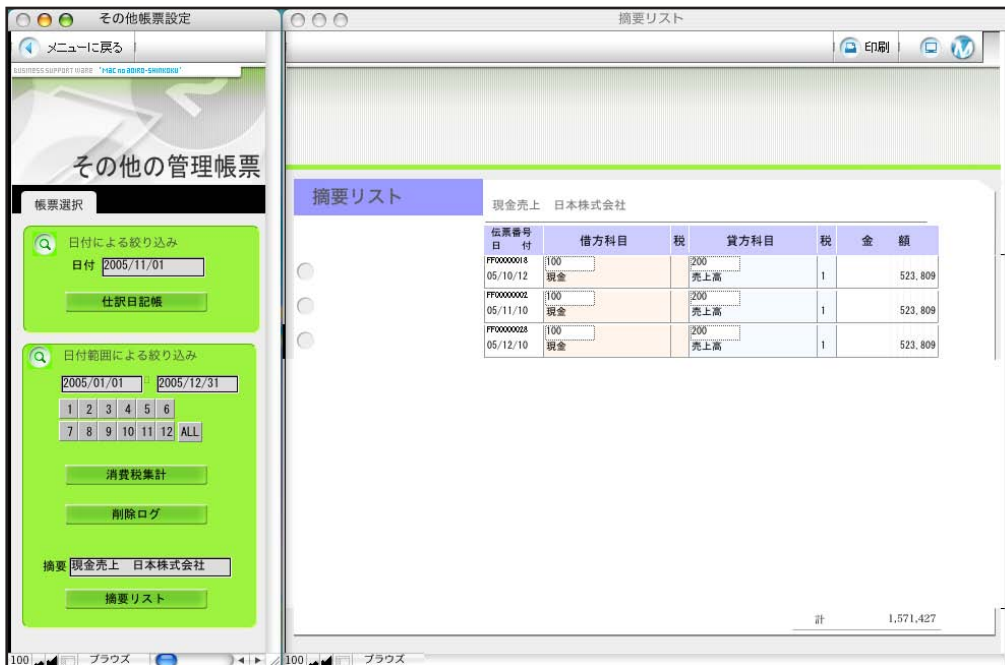 その他帳票設定
メニューに戻る
BUSINESS SUPPORT WARE "MAC no AOIRO-SHINKOKU"
その他の管理帳票
帳票選択
日付による絞り込み
日付 2005/11/01
仕訳日記帳
日付範囲による絞り込み
2005/01/01 2005/12/31
1 2 3 4 5 6
7 8 9 10 11 12 ALL
消費税集計
削除ログ
摘要 現金売上 日本株式会社
摘要リスト
100 ブラウズ
摘要リスト
印刷
摘要リスト
現金売上 日本株式会社
伝票番号
日 付 借方科目 税 貸方科目 税 金 額
FF00000018 100 200
05/10/12 現金 売上高 1 523,809
FF00000002 100 200
05/11/10 現金 売上高 1 523,809
FF00000028 100 200
05/12/10 現金 売上高 1 523,809
計 1,571,427
100 ブラウズ